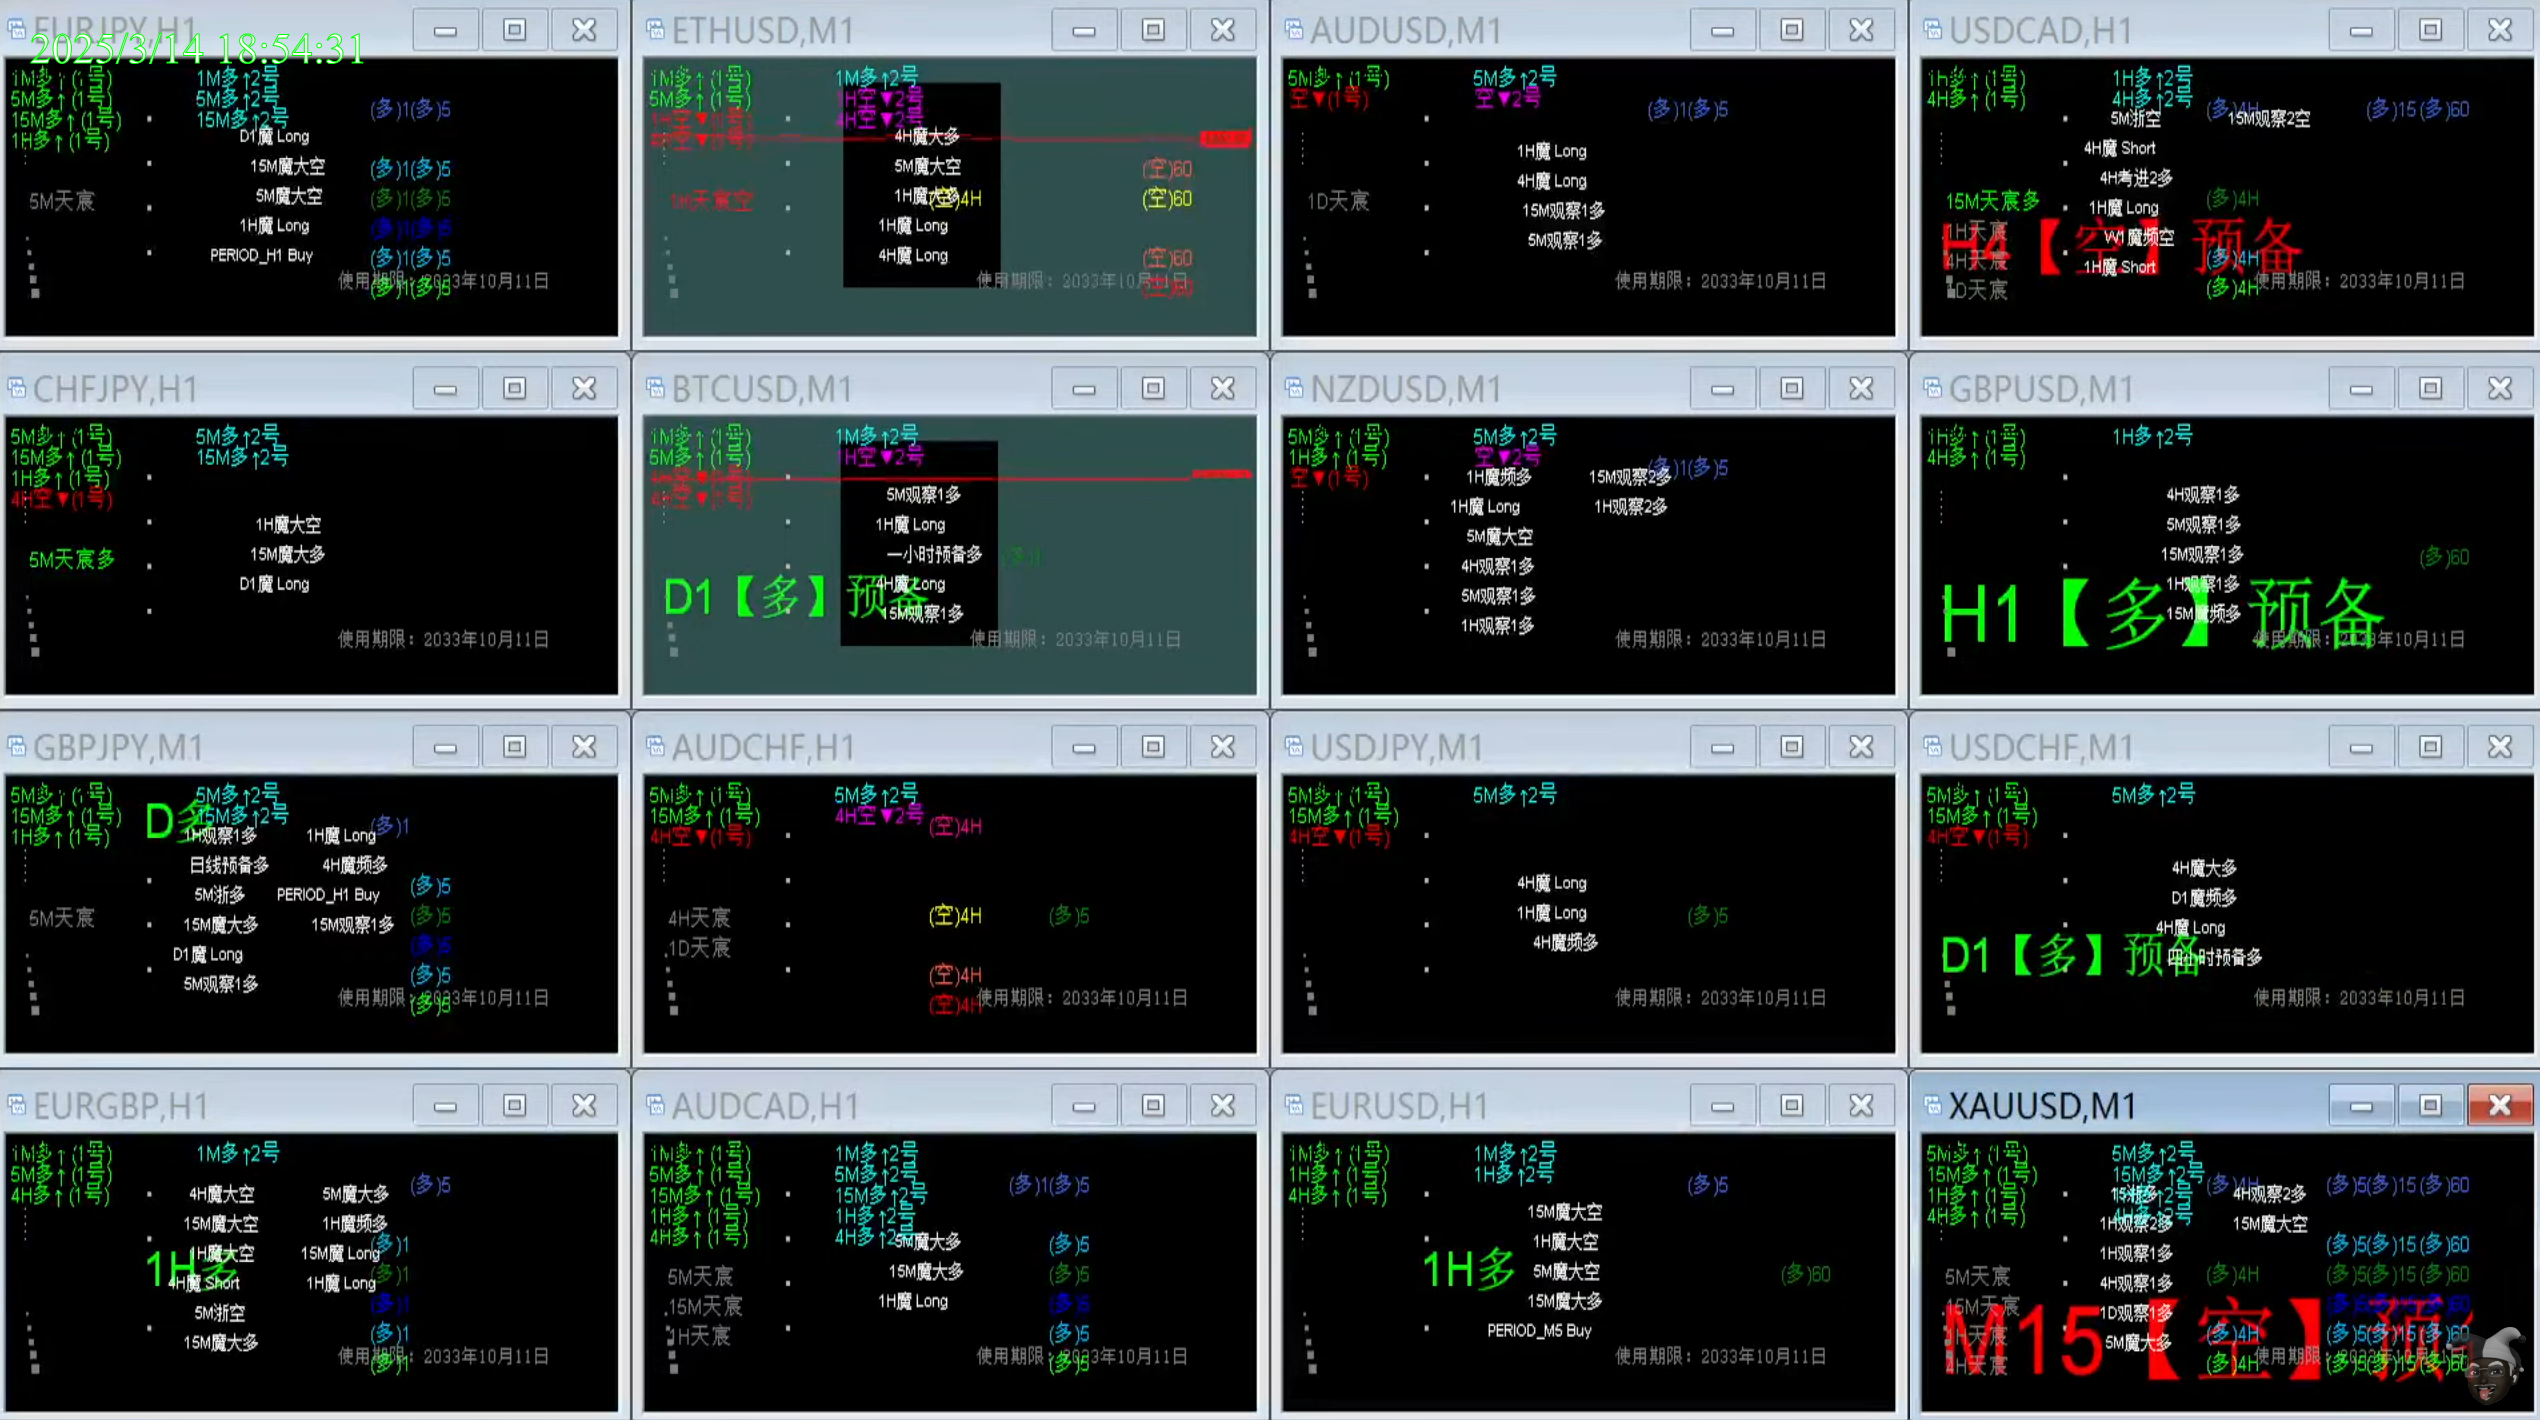 EURJPY,H1
2025/3/14 18:54:31
1M多↑(1号) 1M多↑2号
5M多↑(1号) 5M多↑2号 (多)1(多)5
15M多↑(1号) 15M多↑2号
1H多↑(1号) D1魔 Long
15M魔大空 (多)1(多)5
5M天宸 5M魔大空 (多)1(多)5
1H魔 Long (多)1(多)5
PERIOD_H1 Buy (多)1(多)5
使用期限：2033年10月11日
(多)1(多)5
ETHUSD,M1
1M多↑(1号) 1M多↑2号
5M多↑(1号) 1H空▼2号
1H空▼(1号) 4H空▼2号
4H空▼(1号) 4H魔大多
5M魔大空 (空)60
1H天宸空 1H魔大多 (空)4H (空)60
1H魔 Long
4H魔 Long (空)60
使用期限：2033年10月11日
(空)60
AUDUSD,M1
5M多↑(1号) 5M多↑2号
空▼(1号) 空▼2号 (多)1(多)5
1H魔 Long
4H魔 Long
1D天宸 15M观察1多
5M观察1多
使用期限：2033年10月11日
USDCAD,H1
1H多↑(1号) 1H多↑2号
4H多↑(1号) 4H多↑2号 (多)4H (多)15(多)60
5M浙空 15M观察2空
4H魔 Short
4H考进2多
15M天宸多 1H魔 Long (多)4H
1H天宸 W1魔频空
H4【空】预备
4H天宸 1H魔 Short (多)4H
1D天宸 (多)4H 使用期限：2033年10月11日
CHFJPY,H1
5M多↑(1号) 5M多↑2号
15M多↑(1号) 15M多↑2号
1H多↑(1号)
4H空▼(1号)
1H魔大空
5M天宸多 15M魔大多
D1魔 Long
使用期限：2033年10月11日
BTCUSD,M1
1M多↑(1号) 1M多↑2号
5M多↑(1号) 1H空▼2号
4H空▼(1号) 5M观察1多
1H魔 Long
一小时预备多 (多)1
4H魔 Long
D1【多】预备
15M观察1多
使用期限：2033年10月11日
NZDUSD,M1
5M多↑(1号) 5M多↑2号
1H多↑(1号) 空▼2号 (多)1(多)5
空▼(1号) 1H魔频多 15M观察2多
1H魔 Long 1H观察2多
5M魔大空
4H观察1多
5M观察1多
1H观察1多
使用期限：2033年10月11日
GBPUSD,M1
1H多↑(1号) 1H多↑2号
4H多↑(1号)
4H观察1多
5M观察1多
15M观察1多 (多)60
1H观察1多
H1【多】预备
15M魔频多
使用期限：2033年10月11日
GBPJPY,M1
5M多↑(1号) 5M多↑2号
15M多↑(1号) D多 15M多↑2号 (多)1
1H多↑(1号) 1H观察1多 1H魔 Long
日线预备多 4H魔频多
5M浙多 PERIOD_H1 Buy (多)5
5M天宸 15M魔大多 15M观察1多 (多)5
D1魔 Long (多)5
5M观察1多 (多)5
使用期限：2033年10月11日
(多)5
AUDCHF,H1
5M多↑(1号) 5M多↑2号
15M多↑(1号) 4H空▼2号 (空)4H
4H空▼(1号)
4H天宸 (空)4H (多)5
1D天宸
(空)4H
(空)4H 使用期限：2033年10月11日
USDJPY,M1
5M多↑(1号) 5M多↑2号
15M多↑(1号)
4H空▼(1号)
4H魔 Long
1H魔 Long (多)5
4H魔频多
使用期限：2033年10月11日
USDCHF,M1
5M多↑(1号) 5M多↑2号
15M多↑(1号)
4H空▼(1号)
4H魔大多
D1魔频多
4H魔 Long
D1【多】预备
四小时预备多
使用期限：2033年10月11日
EURGBP,H1
1M多↑(1号) 1M多↑2号
5M多↑(1号) (多)5
4H多↑(1号) 4H魔大空 5M魔大多
15M魔大空 1H魔频多
1H魔大空 15M魔 Long (多)1
1H多
4H魔 Short 1H魔 Long (多)1
5M浙空 (多)1
15M魔大多 (多)1
使用期限：2033年10月11日
(多)1
AUDCAD,H1
1M多↑(1号) 1M多↑2号
5M多↑(1号) 5M多↑2号 (多)1(多)5
15M多↑(1号) 15M多↑2号
1H多↑(1号) 1H多↑2号
4H多↑(1号) 4H多↑2号
5M魔大多 (多)5
5M天宸 15M魔大多 (多)5
15M天宸 1H魔 Long (多)5
1H天宸 (多)5
使用期限：2033年10月11日
(多)5
EURUSD,H1
1M多↑(1号) 1M多↑2号
1H多↑(1号) 1H多↑2号 (多)5
4H多↑(1号)
15M魔大空
1H魔大空
1H多 5M魔大空 (多)60
15M魔大多
PERIOD_M5 Buy
使用期限：2033年10月11日
XAUUSD,M1
5M多↑(1号) 5M多↑2号
15M多↑(1号) 15M多↑2号 (多)4H (多)5(多)15(多)60
1H多↑(1号) 4H观察2多
4H多↑(1号) 4H多↑2号
1H观察2多 15M魔大空
1H观察1多 (多)5(多)15(多)60
5M天宸 4H观察1多 (多)4H (多)5(多)15(多)60
15M天宸 1D观察1多
M15【空】预
1H天宸 5M魔大多 (多)4H (多)5(多)15(多)60
4H天宸 (多)4H 使用期限：2033年10月11日
(多)5(多)15(多)60